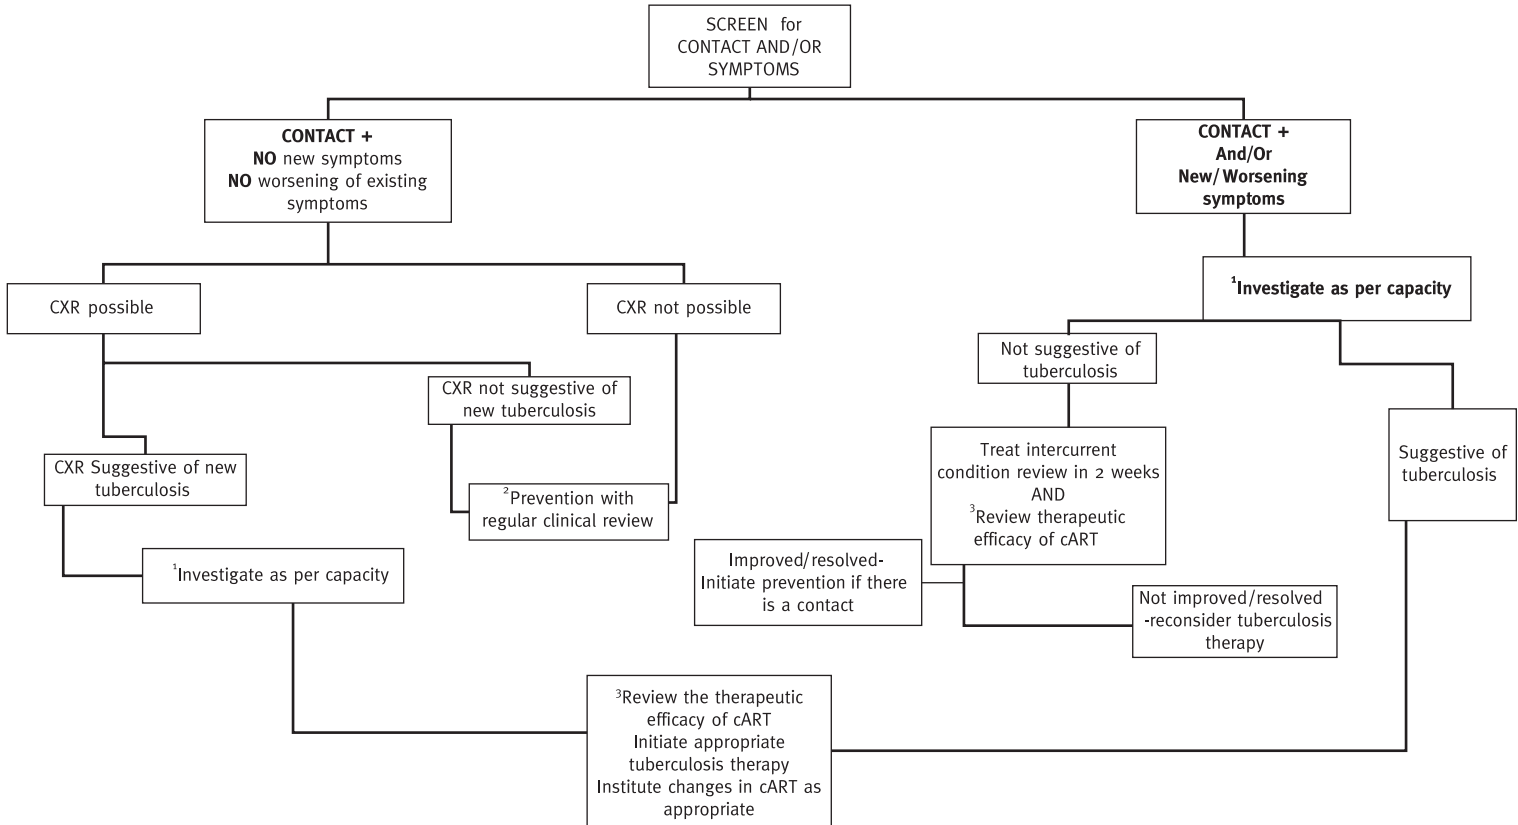 SCREEN for
CONTACT AND/OR
SYMPTOMS
CONTACT +
NO new symptoms
NO worsening of existing
symptoms
CONTACT +
And/Or
New/ Worsening
symptoms
CXR possible
CXR not possible
¹Investigate as per capacity
Not suggestive of
tuberculosis
CXR not suggestive of
new tuberculosis
CXR Suggestive of new
tuberculosis
²Prevention with
regular clinical review
Treat intercurrent
condition review in 2 weeks
AND
³Review therapeutic
efficacy of cART
Suggestive of
tuberculosis
¹Investigate as per capacity
Improved/resolved-
Initiate prevention if there
is a contact
Not improved/resolved
-reconsider tuberculosis
therapy
³Review the therapeutic
efficacy of cART
Initiate appropriate
tuberculosis therapy
Institute changes in cART as
appropriate